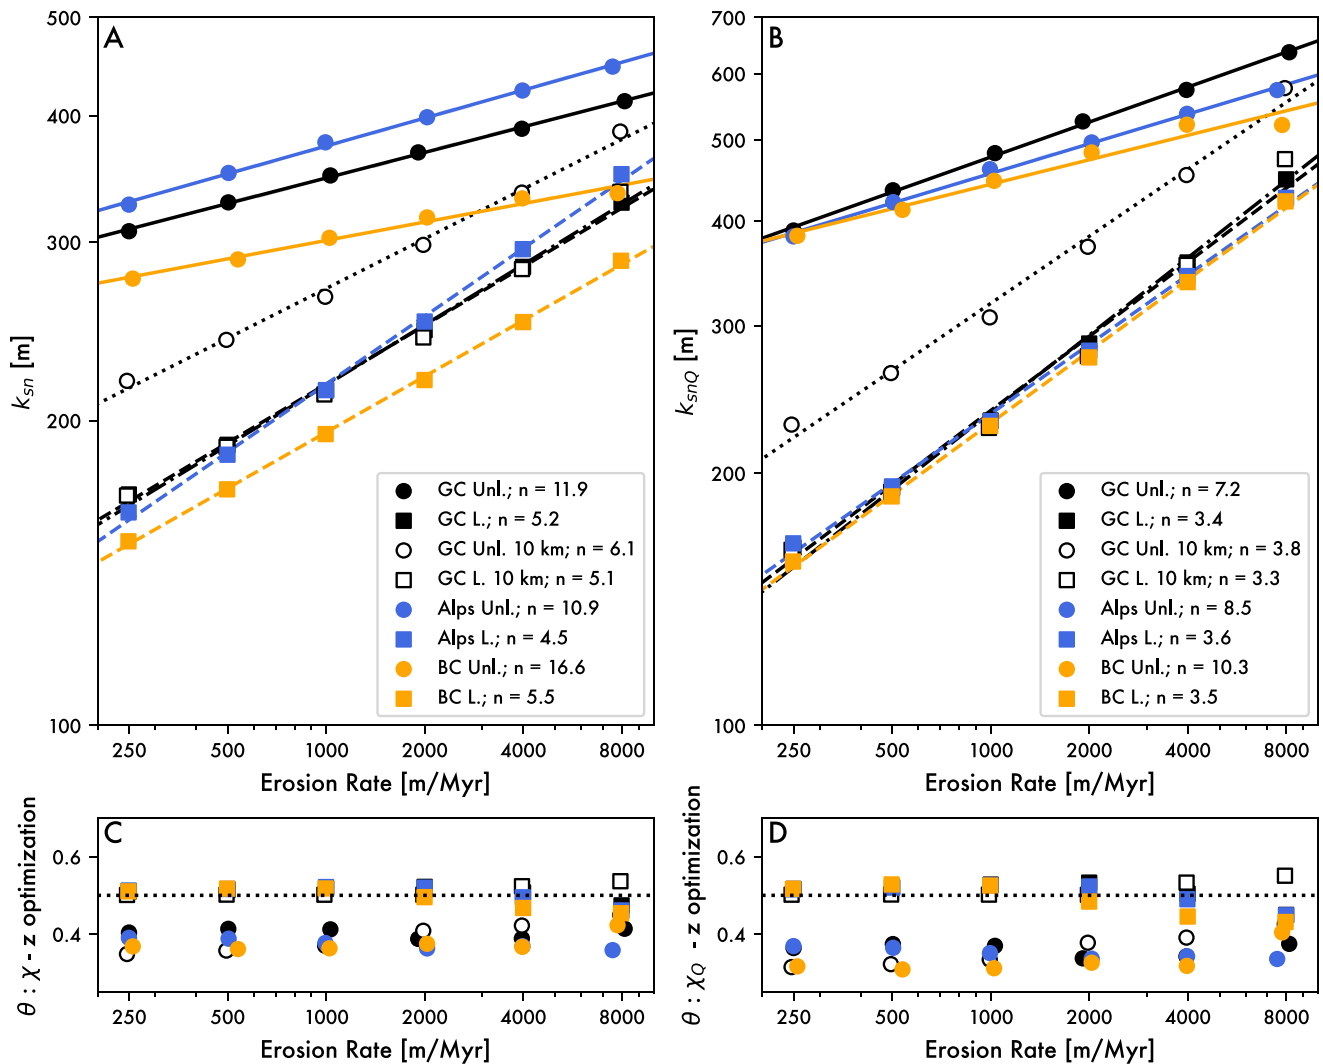 A
500
400
300
200
100
k_sn [m]
250 500 1000 2000 4000 8000
Erosion Rate [m/Myr]
GC Unl.; n = 11.9
GC L.; n = 5.2
GC Unl. 10 km; n = 6.1
GC L. 10 km; n = 5.1
Alps Unl.; n = 10.9
Alps L.; n = 4.5
BC Unl.; n = 16.6
BC L.; n = 5.5
B
700
600
500
400
300
200
100
k_snQ [m]
250 500 1000 2000 4000 8000
Erosion Rate [m/Myr]
GC Unl.; n = 7.2
GC L.; n = 3.4
GC Unl. 10 km; n = 3.8
GC L. 10 km; n = 3.3
Alps Unl.; n = 8.5
Alps L.; n = 3.6
BC Unl.; n = 10.3
BC L.; n = 3.5
C
0.6
0.4
θ : χ - z optimization
250 500 1000 2000 4000 8000
Erosion Rate [m/Myr]
D
0.6
0.4
θ : χ_Q - z optimization
250 500 1000 2000 4000 8000
Erosion Rate [m/Myr]